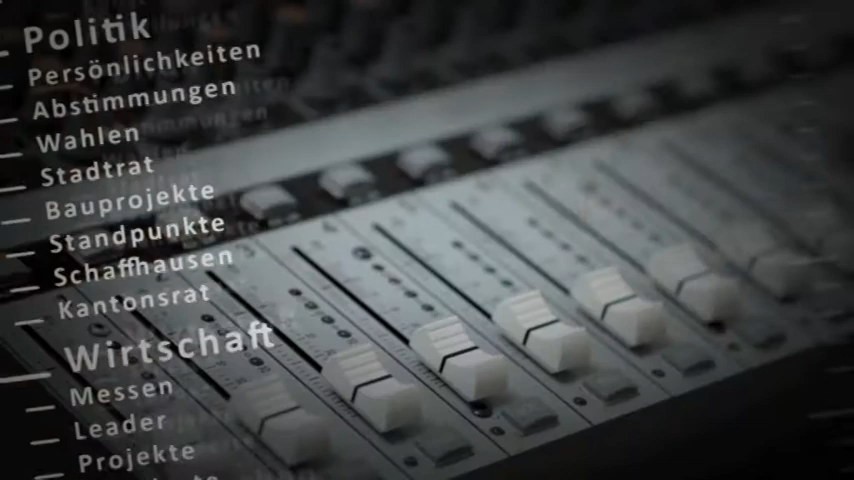 Politik
Persönlichkeiten
Abstimmungen
Wahlen
Stadtrat
Bauprojekte
Standpunkte
Schaffhausen
Kantonsrat
Wirtschaft
Messen
Leader
Projekte